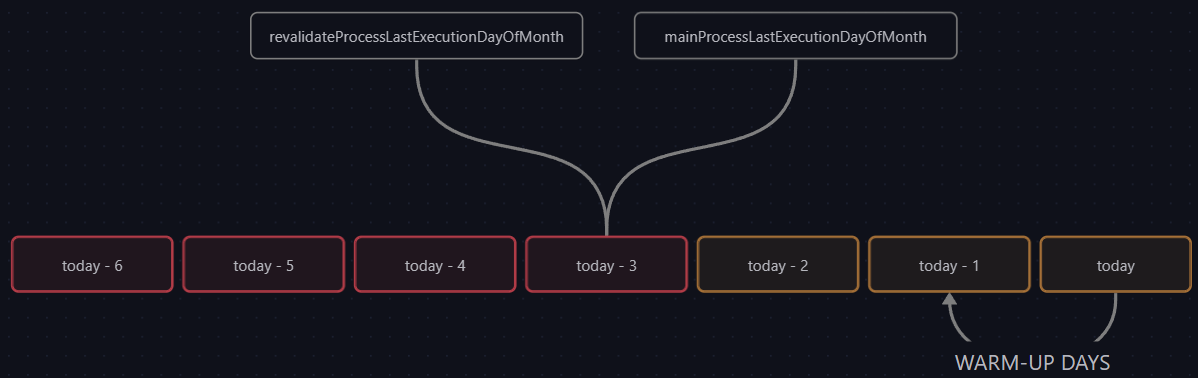 revalidateProcessLastExecutionDayOfMonth
mainProcessLastExecutionDayOfMonth
today - 6
today - 5
today - 4
today - 3
today - 2
today - 1
today
WARM-UP DAYS